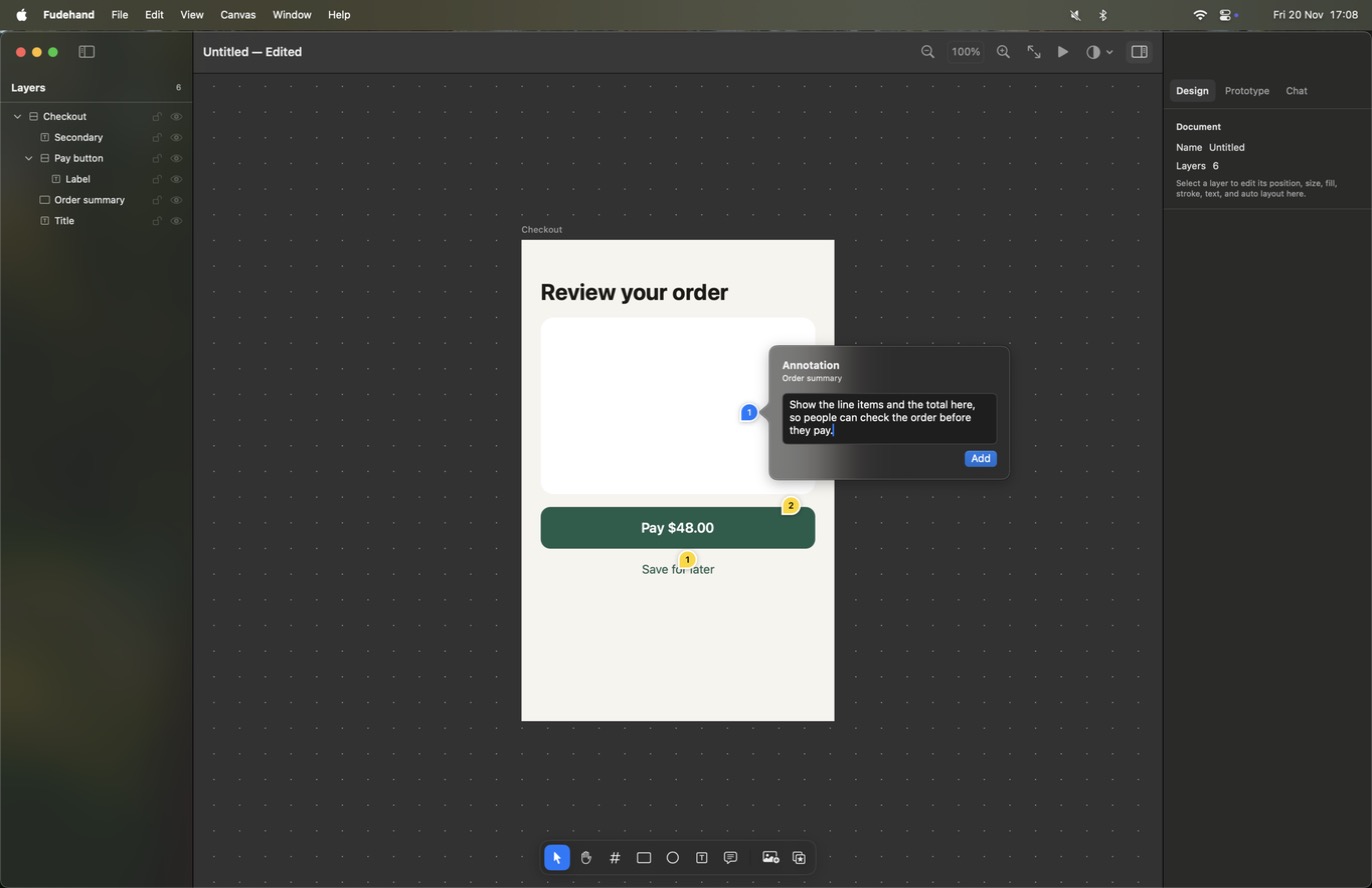 Fudehand File Edit View Canvas Window Help
Fri 20 Nov 17:08
Untitled — Edited
100%
Layers 6
Checkout
Secondary
Pay button
Label
Order summary
Title
Checkout
Review your order
Annotation
Order summary
1
Show the line items and the total here,
so people can check the order before
they pay.
Add
2
Pay $48.00
1
Save for later
Design Prototype Chat
Document
Name Untitled
Layers 6
Select a layer to edit its position, size, fill,
stroke, text, and auto layout here.